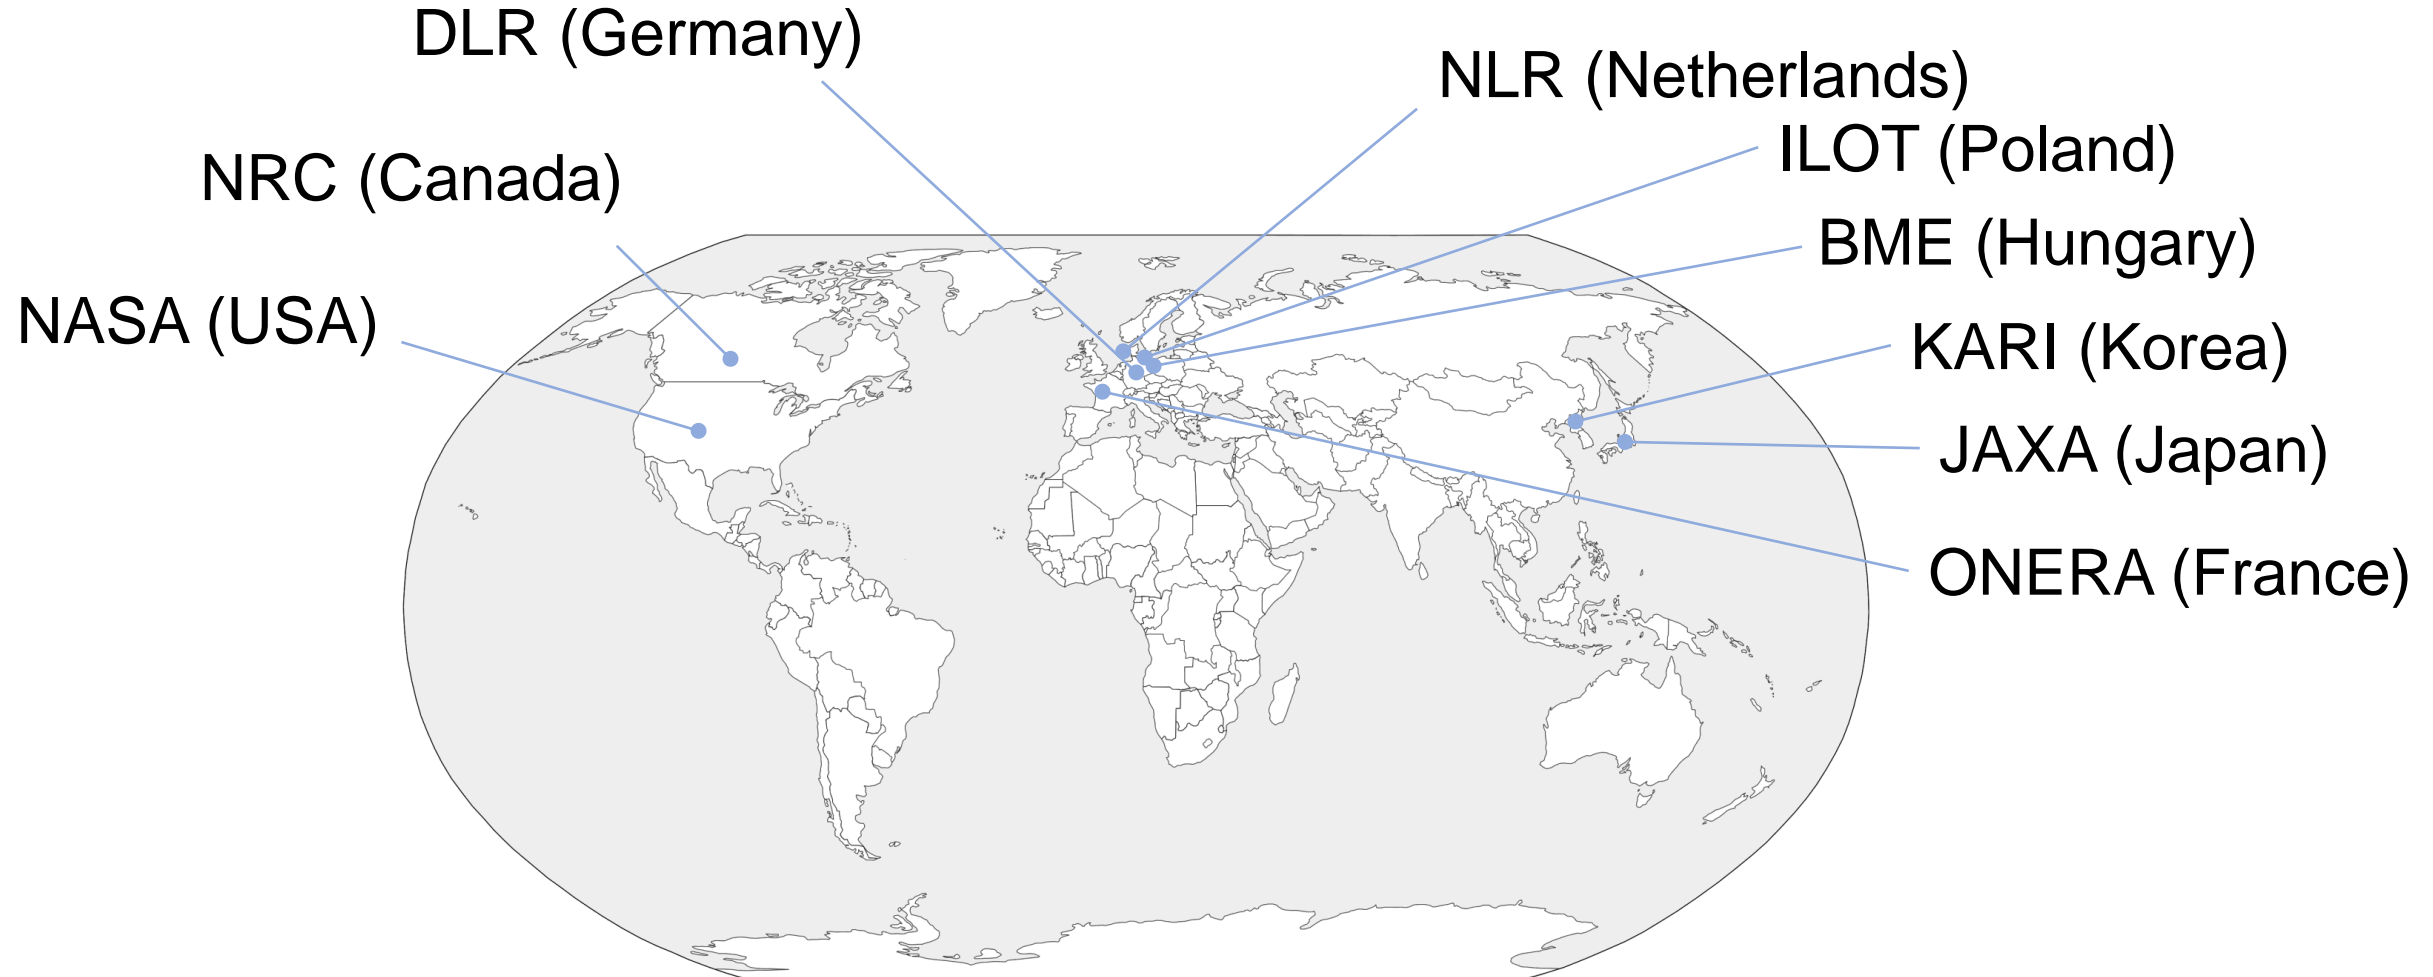 DLR (Germany)
NLR (Netherlands)
ILOT (Poland)
NRC (Canada)
BME (Hungary)
NASA (USA)
KARI (Korea)
JAXA (Japan)
ONERA (France)